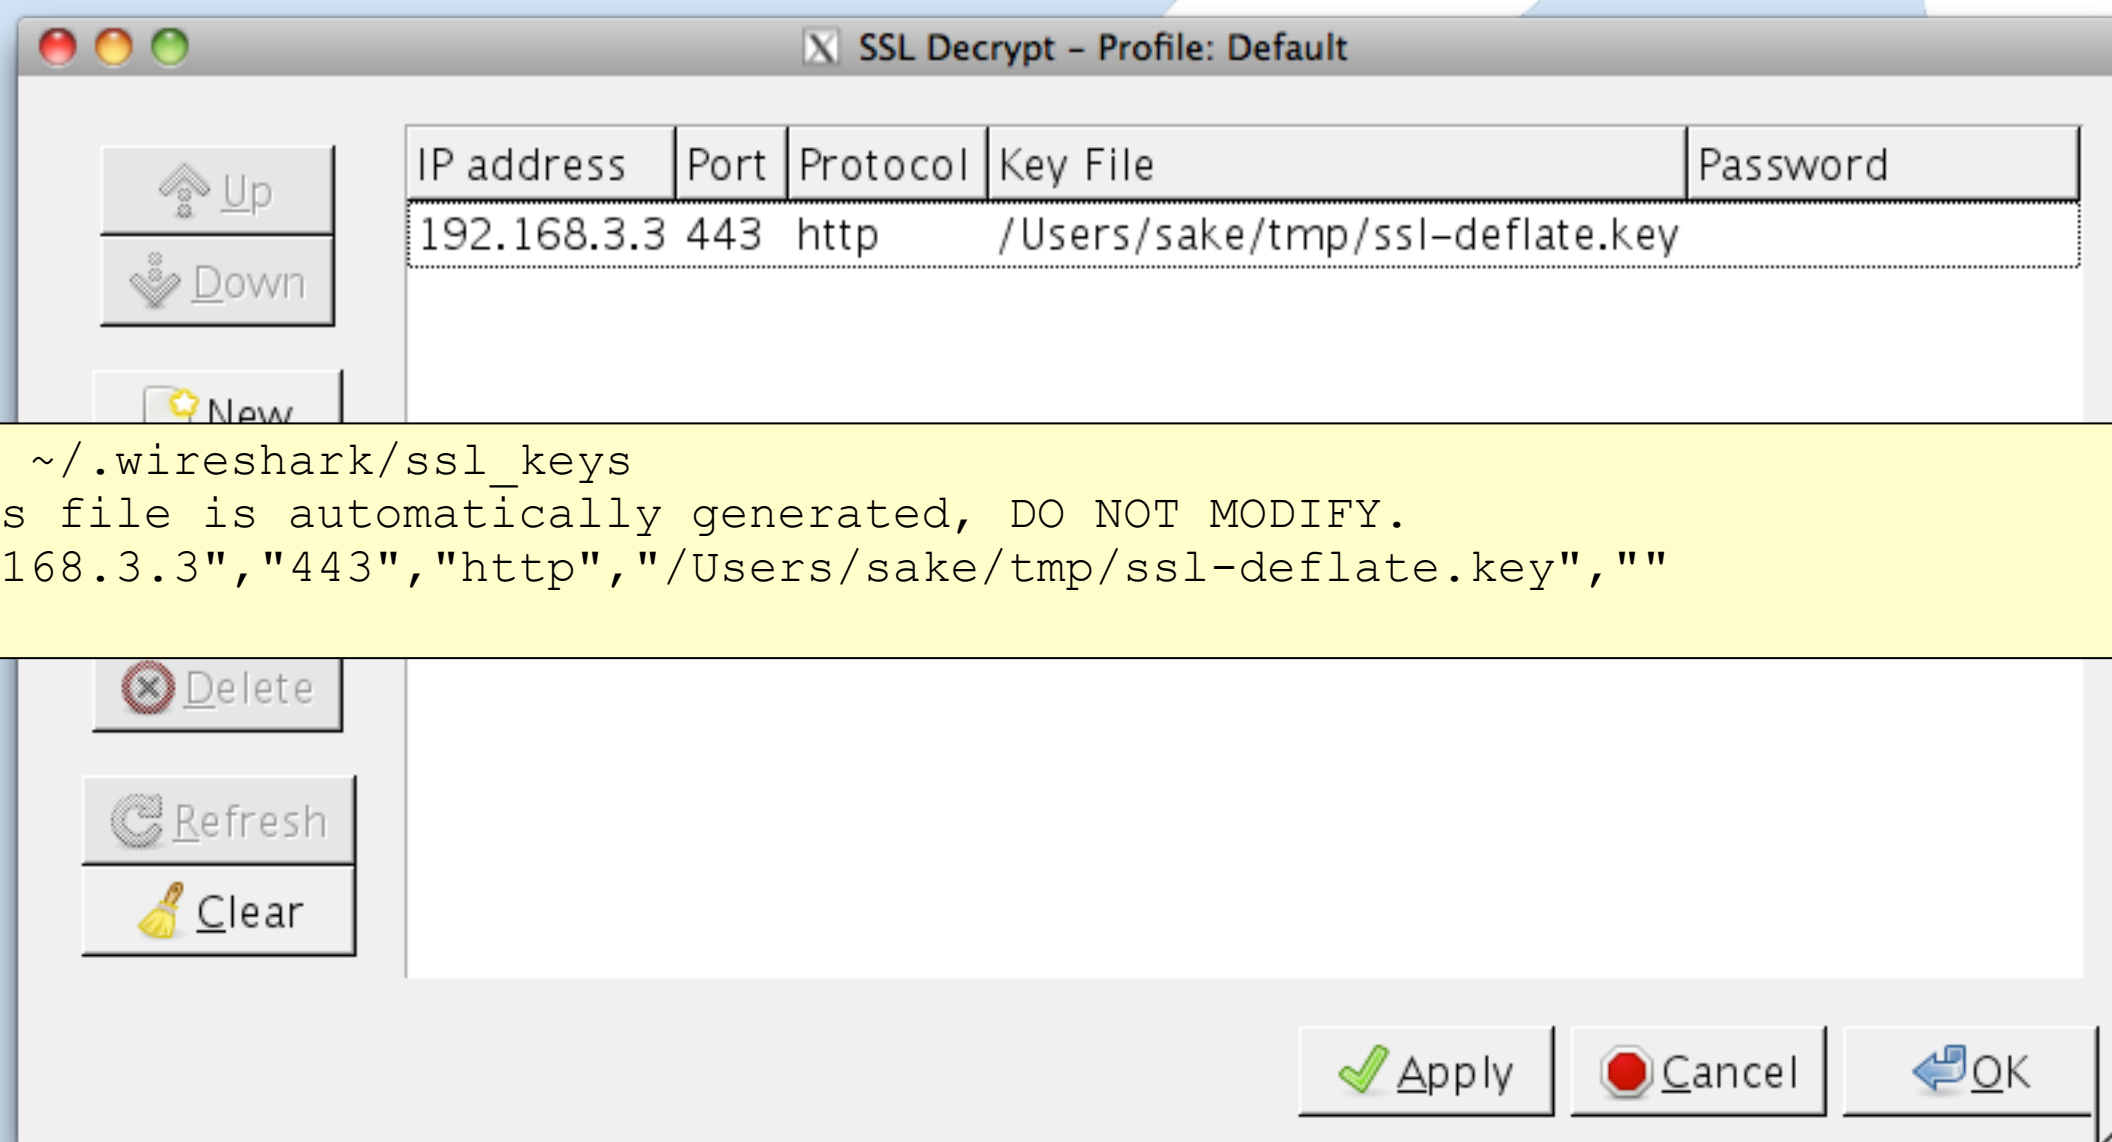 SSL Decrypt – Profile: Default
IP address Port Protocol Key File Password
192.168.3.3 443 http /Users/sake/tmp/ssl-deflate.key
Up
Down
New
~/.wireshark/ssl_keys
s file is automatically generated, DO NOT MODIFY.
168.3.3","443","http","/Users/sake/tmp/ssl-deflate.key",""
Delete
Refresh
Clear
Apply Cancel OK